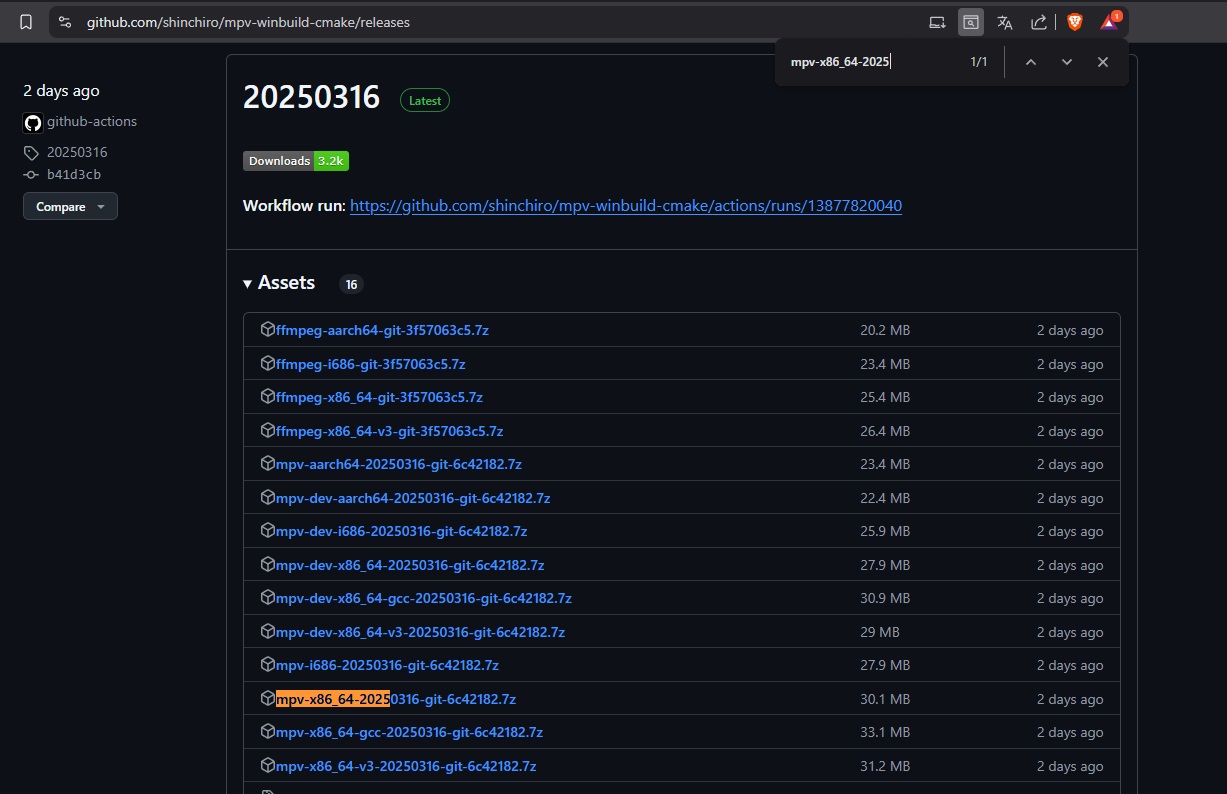 github.com/shinchiro/mpv-winbuild-cmake/releases
1
mpv-x86_64-2025
1/1
2 days ago
github-actions
20250316
b41d3cb
Compare
20250316 Latest
Downloads 3.2k
Workflow run: https://github.com/shinchiro/mpv-winbuild-cmake/actions/runs/13877820040
Assets 16
ffmpeg-aarch64-git-3f57063c5.7z 20.2 MB 2 days ago
ffmpeg-i686-git-3f57063c5.7z 23.4 MB 2 days ago
ffmpeg-x86_64-git-3f57063c5.7z 25.4 MB 2 days ago
ffmpeg-x86_64-v3-git-3f57063c5.7z 26.4 MB 2 days ago
mpv-aarch64-20250316-git-6c42182.7z 23.4 MB 2 days ago
mpv-dev-aarch64-20250316-git-6c42182.7z 22.4 MB 2 days ago
mpv-dev-i686-20250316-git-6c42182.7z 25.9 MB 2 days ago
mpv-dev-x86_64-20250316-git-6c42182.7z 27.9 MB 2 days ago
mpv-dev-x86_64-gcc-20250316-git-6c42182.7z 30.9 MB 2 days ago
mpv-dev-x86_64-v3-20250316-git-6c42182.7z 29 MB 2 days ago
mpv-i686-20250316-git-6c42182.7z 27.9 MB 2 days ago
mpv-x86_64-20250316-git-6c42182.7z 30.1 MB 2 days ago
mpv-x86_64-gcc-20250316-git-6c42182.7z 33.1 MB 2 days ago
mpv-x86_64-v3-20250316-git-6c42182.7z 31.2 MB 2 days ago